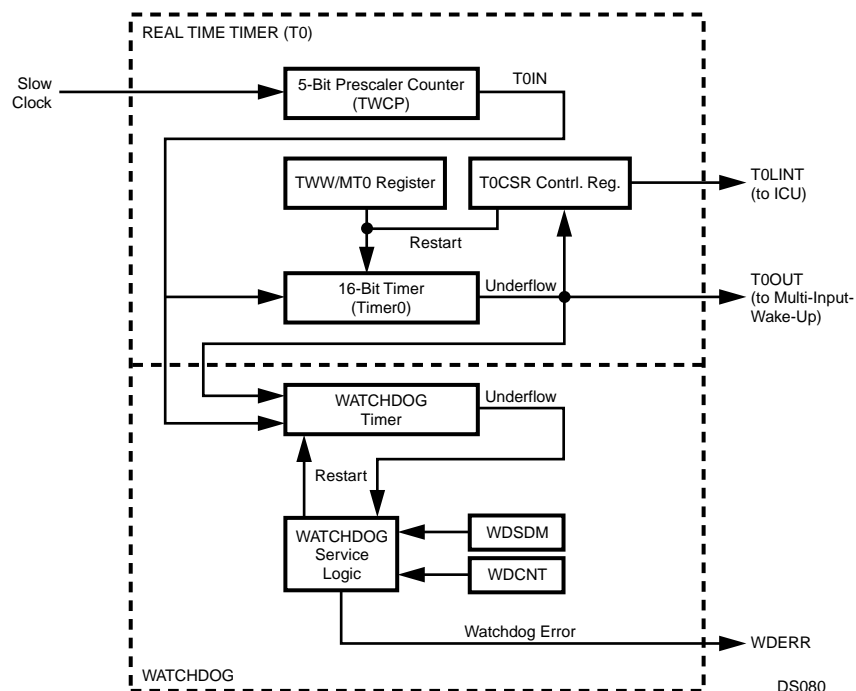 REAL TIME TIMER (T0)
Slow
Clock
5-Bit Prescaler Counter
(TWCP)
T0IN
TWW/MT0 Register
T0CSR Contrl. Reg.
T0LINT
(to ICU)
Restart
16-Bit Timer
(Timer0)
Underflow
T0OUT
(to Multi-Input-
Wake-Up)
WATCHDOG
Timer
Underflow
Restart
WATCHDOG
Service
Logic
WDSDM
WDCNT
Watchdog Error
WDERR
WATCHDOG
DS080